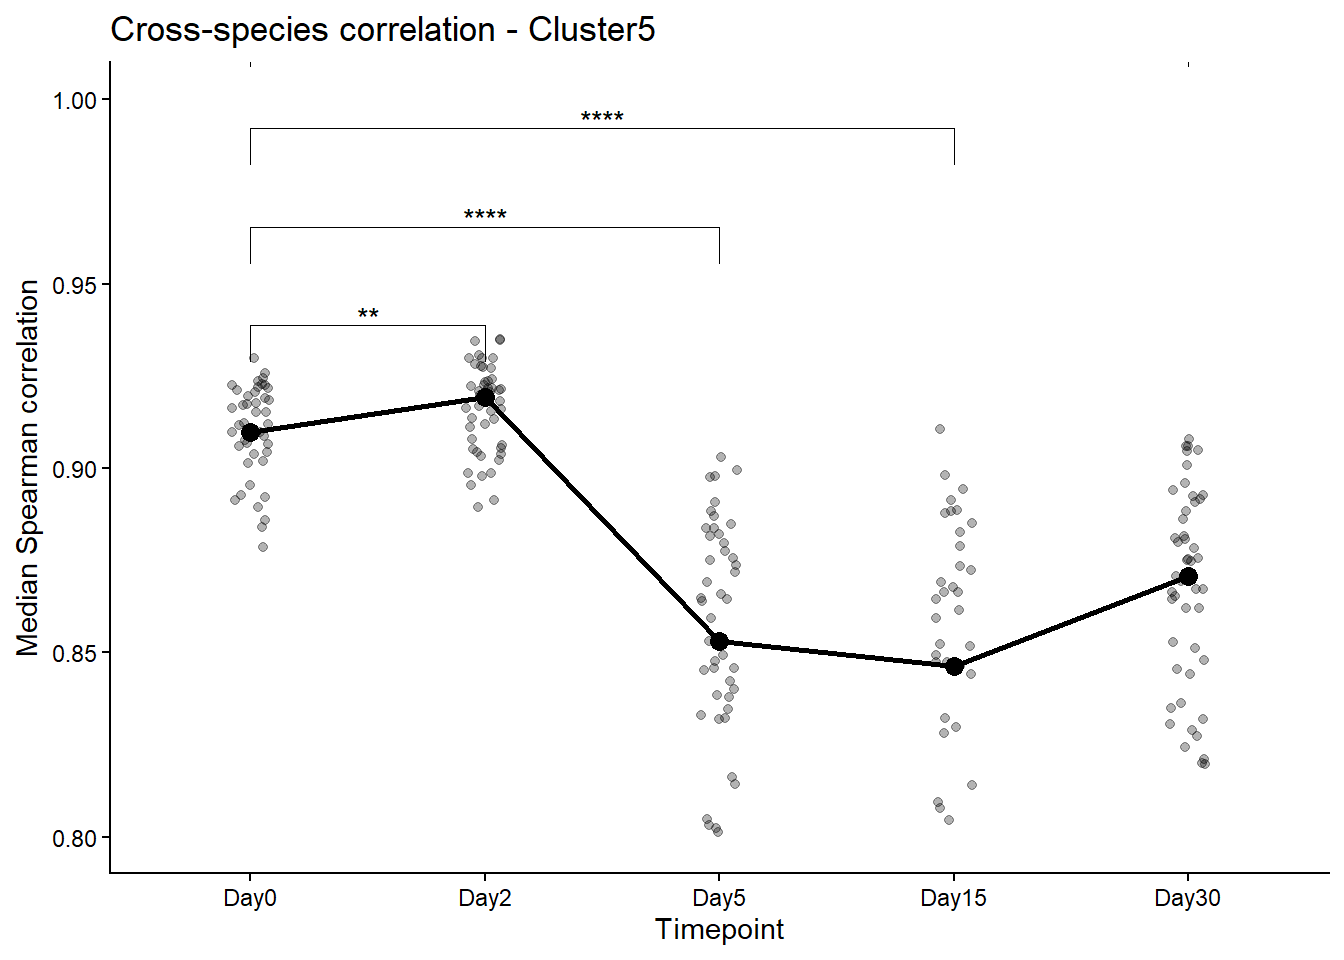 Cross-species correlation - Cluster5
1.00
0.95
0.90
0.85
0.80
Median Spearman correlation
****
****
**
Day0 Day2 Day5 Day15 Day30
Timepoint